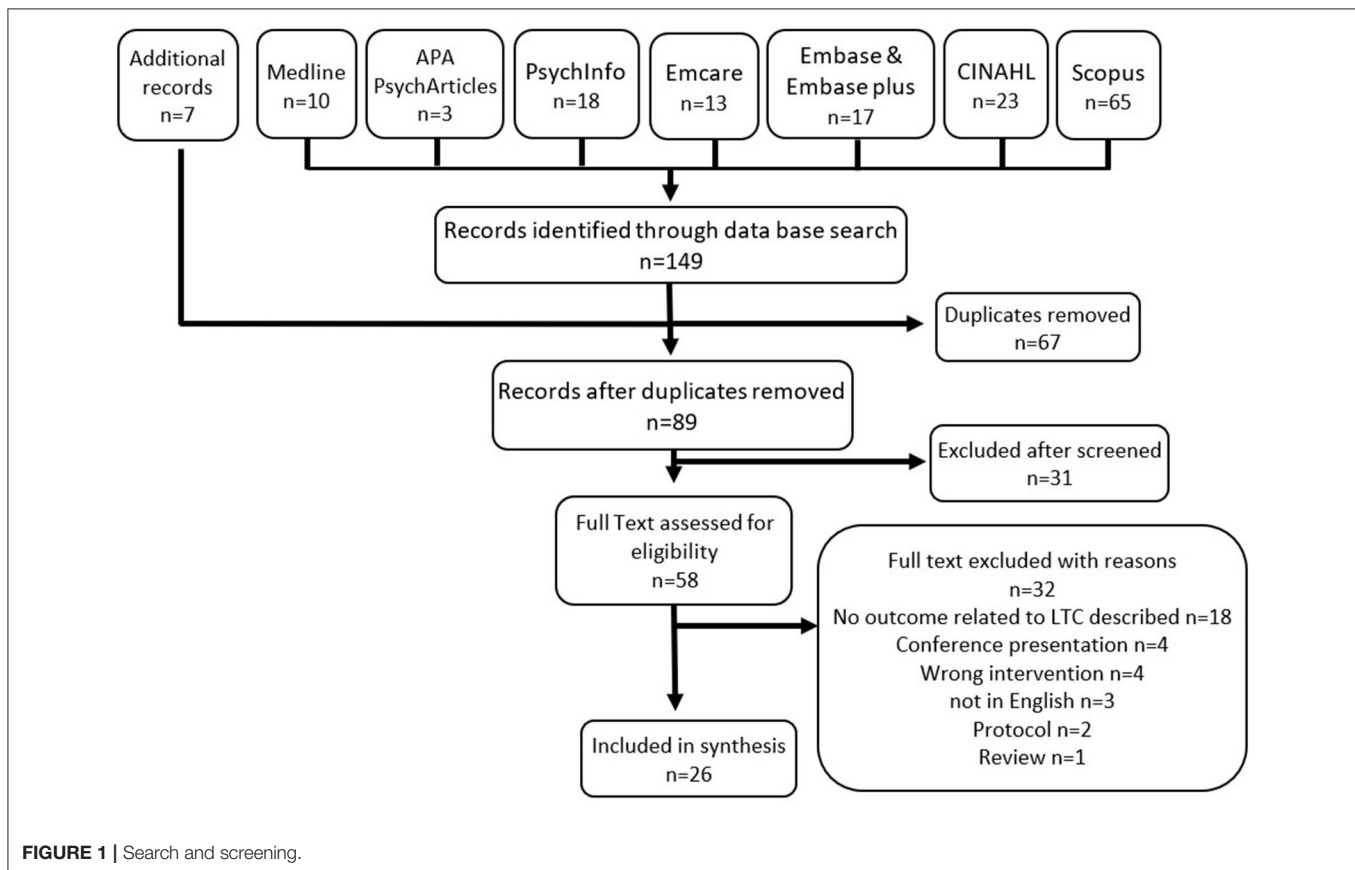 Additional
records
n=7
Medline
n=10
APA
PsychArticles
n=3
PsychInfo
n=18
Emcare
n=13
Embase &
Embase plus
n=17
CINAHL
n=23
Scopus
n=65
Records identified through data base search
n=149
Duplicates removed
n=67
Records after duplicates removed
n=89
Excluded after screened
n=31
Full Text assessed for
eligibility
n=58
Full text excluded with reasons
n=32
No outcome related to LTC described n=18
Conference presentation n=4
Wrong intervention n=4
not in English n=3
Protocol n=2
Review n=1
Included in synthesis
n=26
FIGURE 1 | Search and screening.